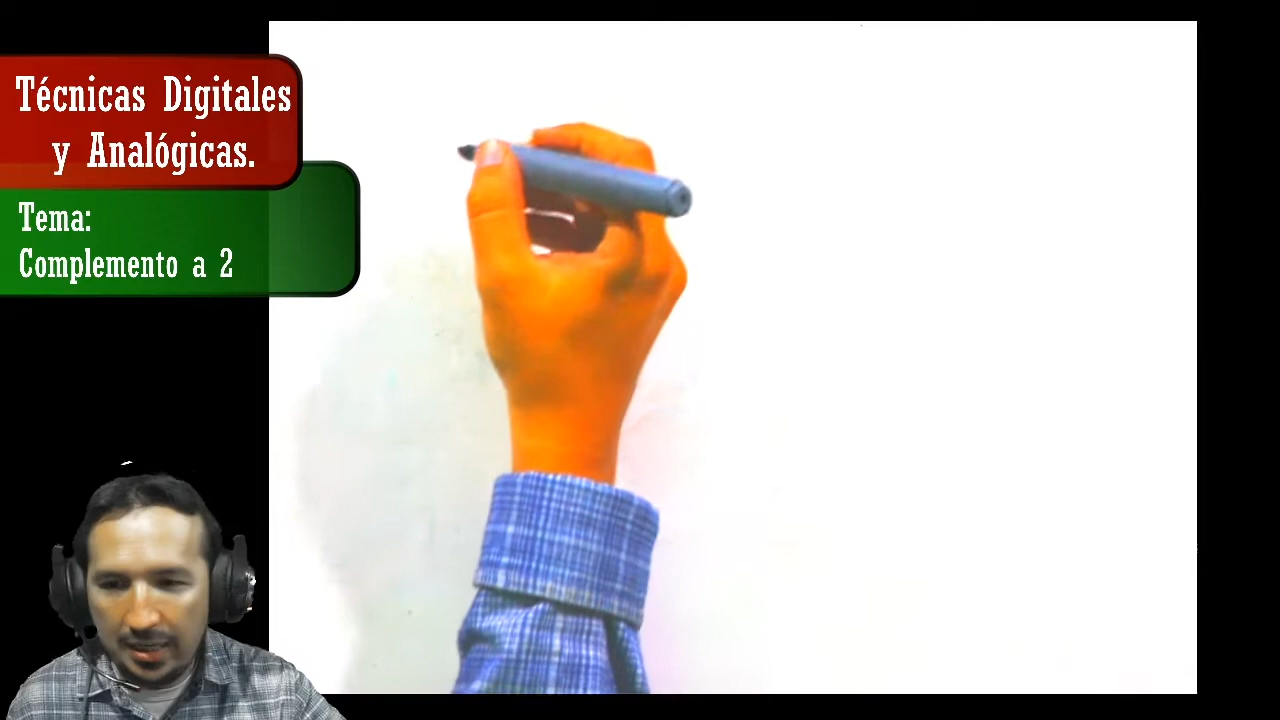 Técnicas Digitales
y Analógicas.
Tema:
Complemento a 2